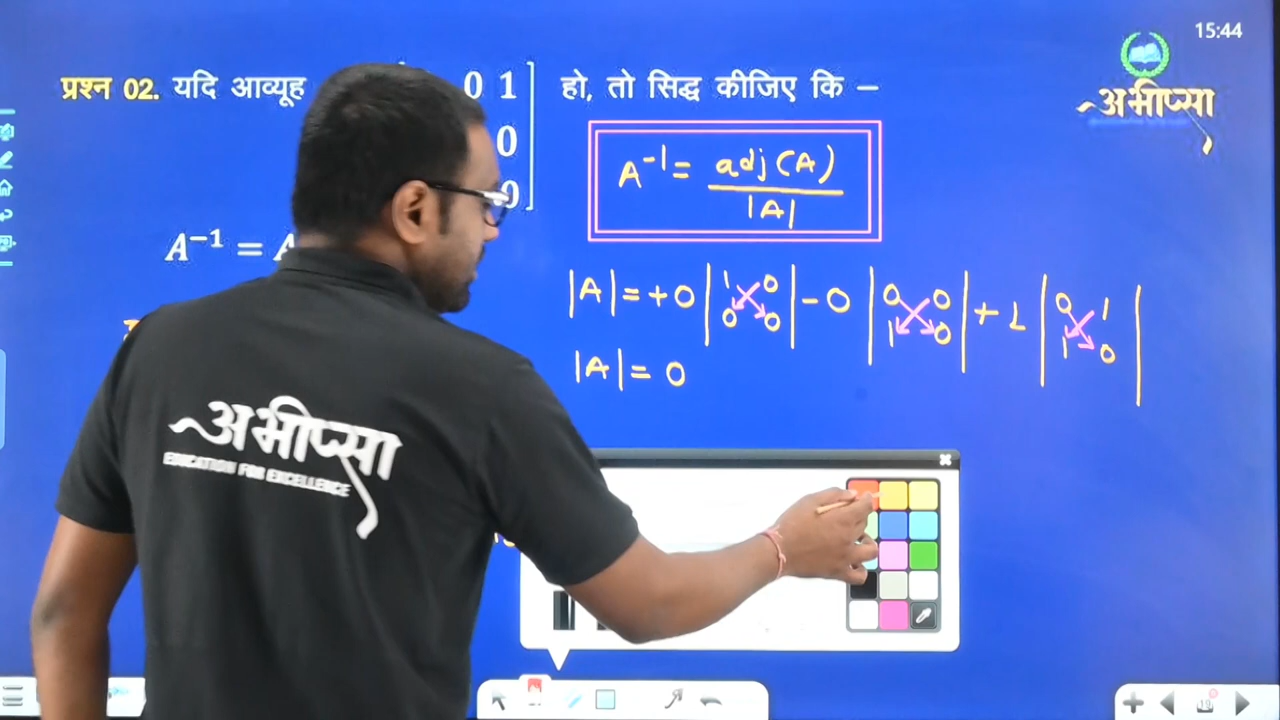 15:44
प्रश्न 02. यदि आव्यूह 0 1 हो, तो सिद्ध कीजिए कि –
0
0
अभीप्सा
A⁻¹ = adj(A) / |A|
A⁻¹ =
|A| = +0 |1 0 0 0| - 0 |0 0 1 0| + 1 |0 1 1 0|
|A| = 0
अभीप्सा
EDUCATION FOR EXCELLENCE
19